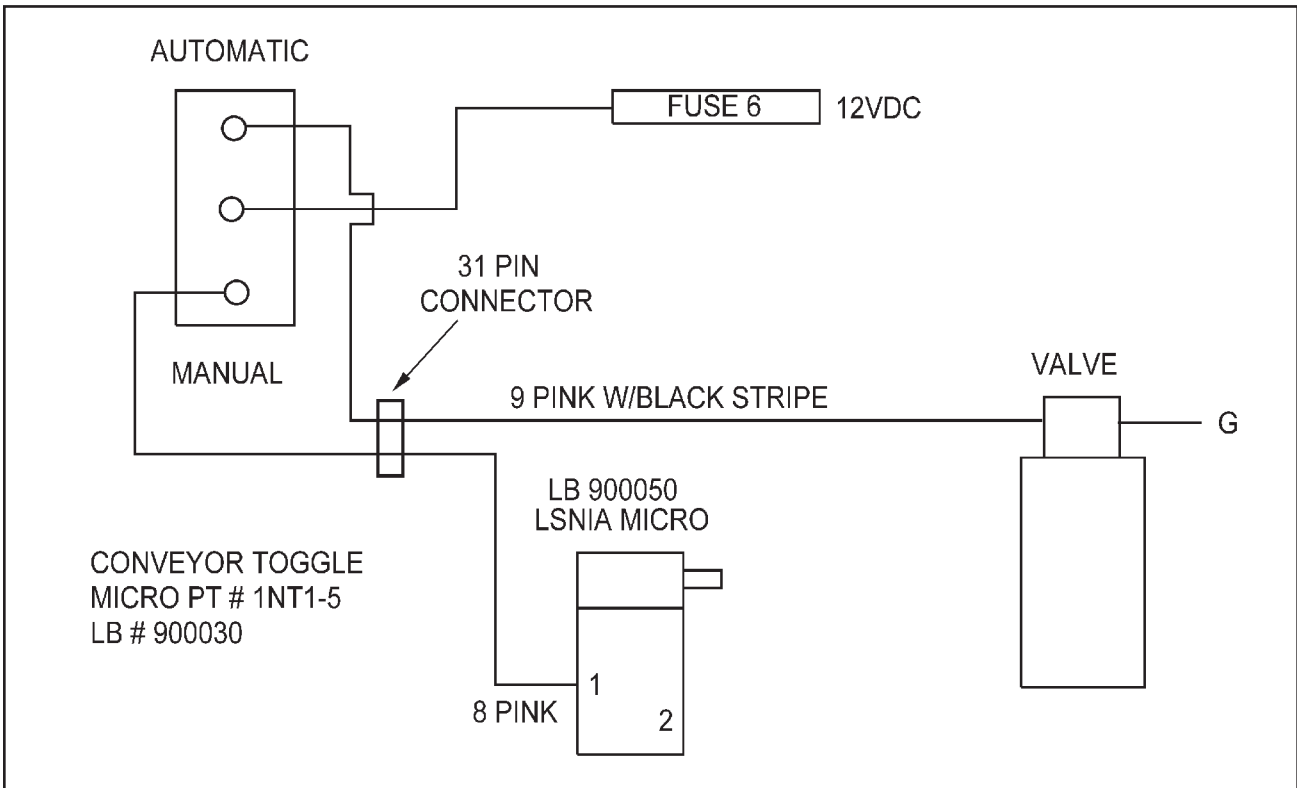 AUTOMATIC
FUSE 6
12VDC
31 PIN
CONNECTOR
MANUAL
VALVE
9 PINK W/BLACK STRIPE
G
LB 900050
LSNIA MICRO
CONVEYOR TOGGLE
MICRO PT # 1NT1-5
LB # 900030
1
8 PINK
2